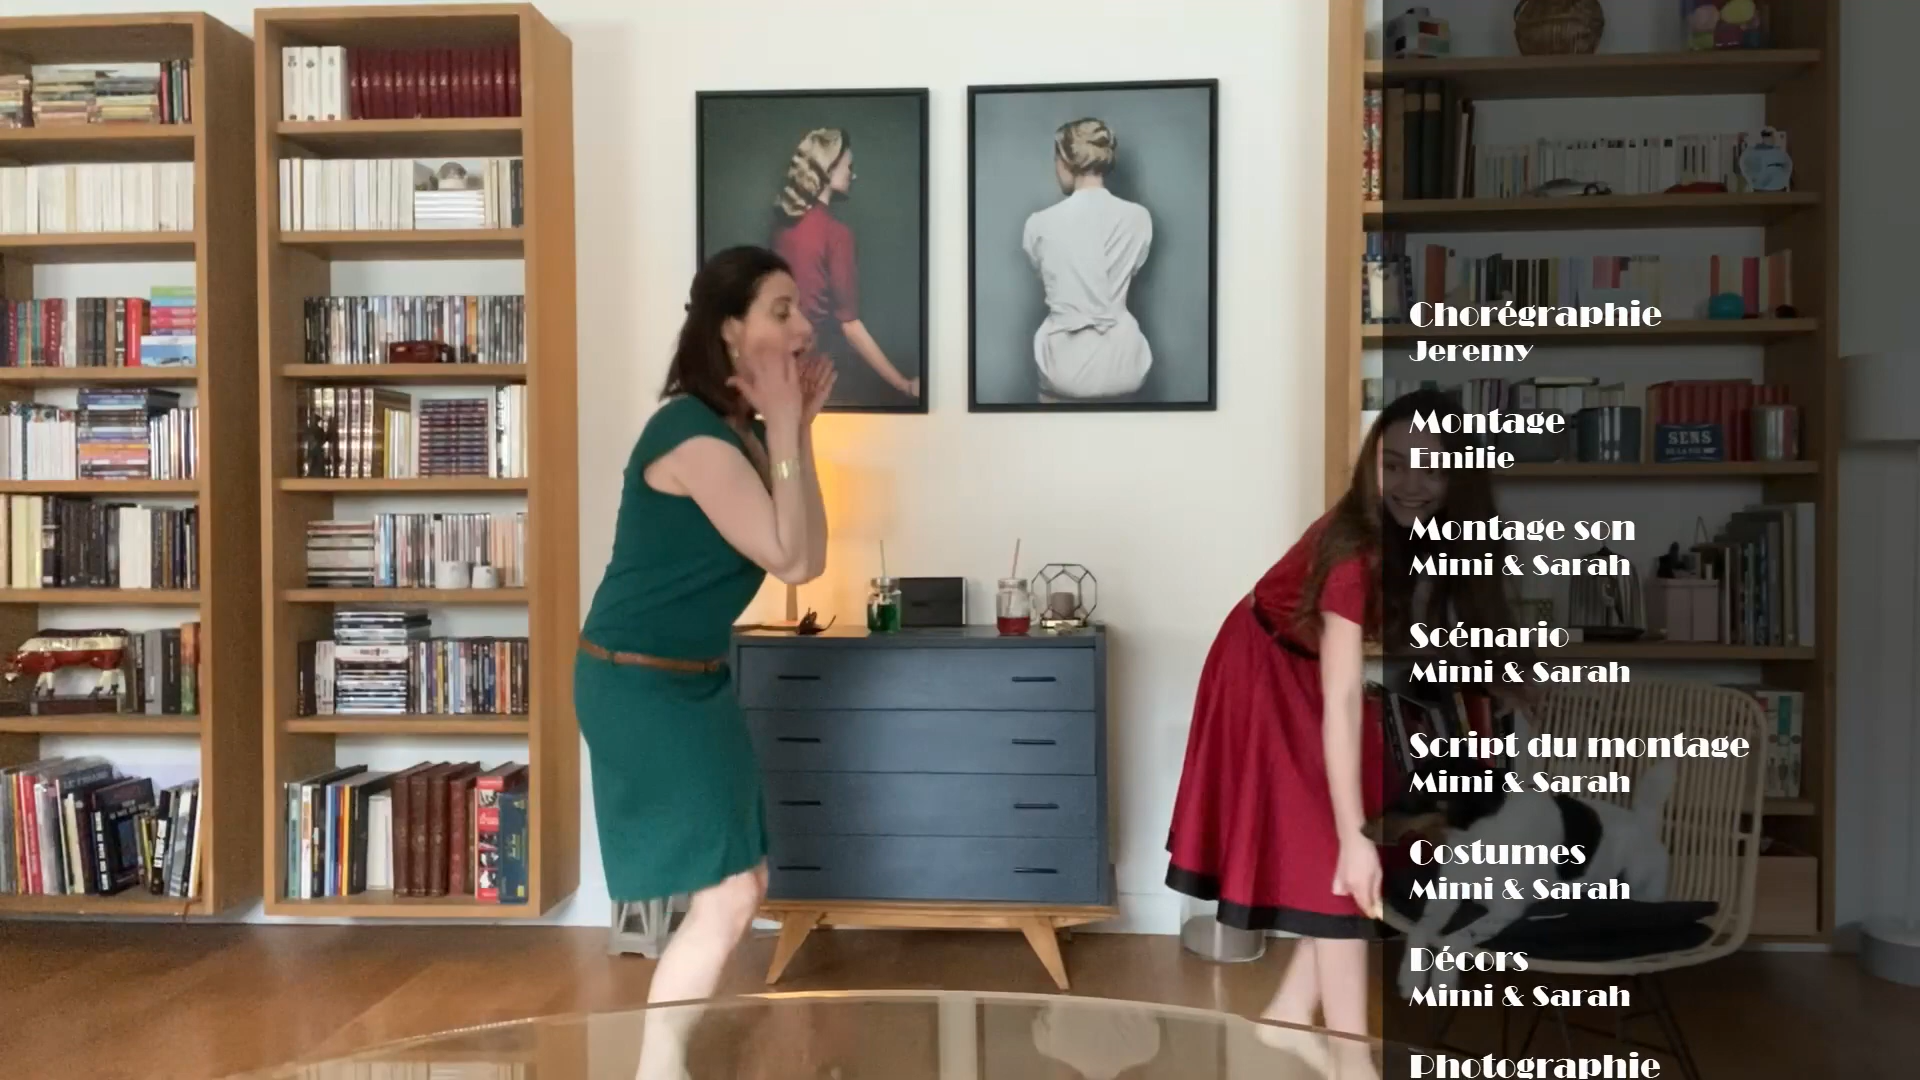 SENS
Chorégraphie
Jeremy
Montage
Emilie
Montage son
Mimi & Sarah
Scénario
Mimi & Sarah
Script du montage
Mimi & Sarah
Costumes
Mimi & Sarah
Décors
Mimi & Sarah
Photographie